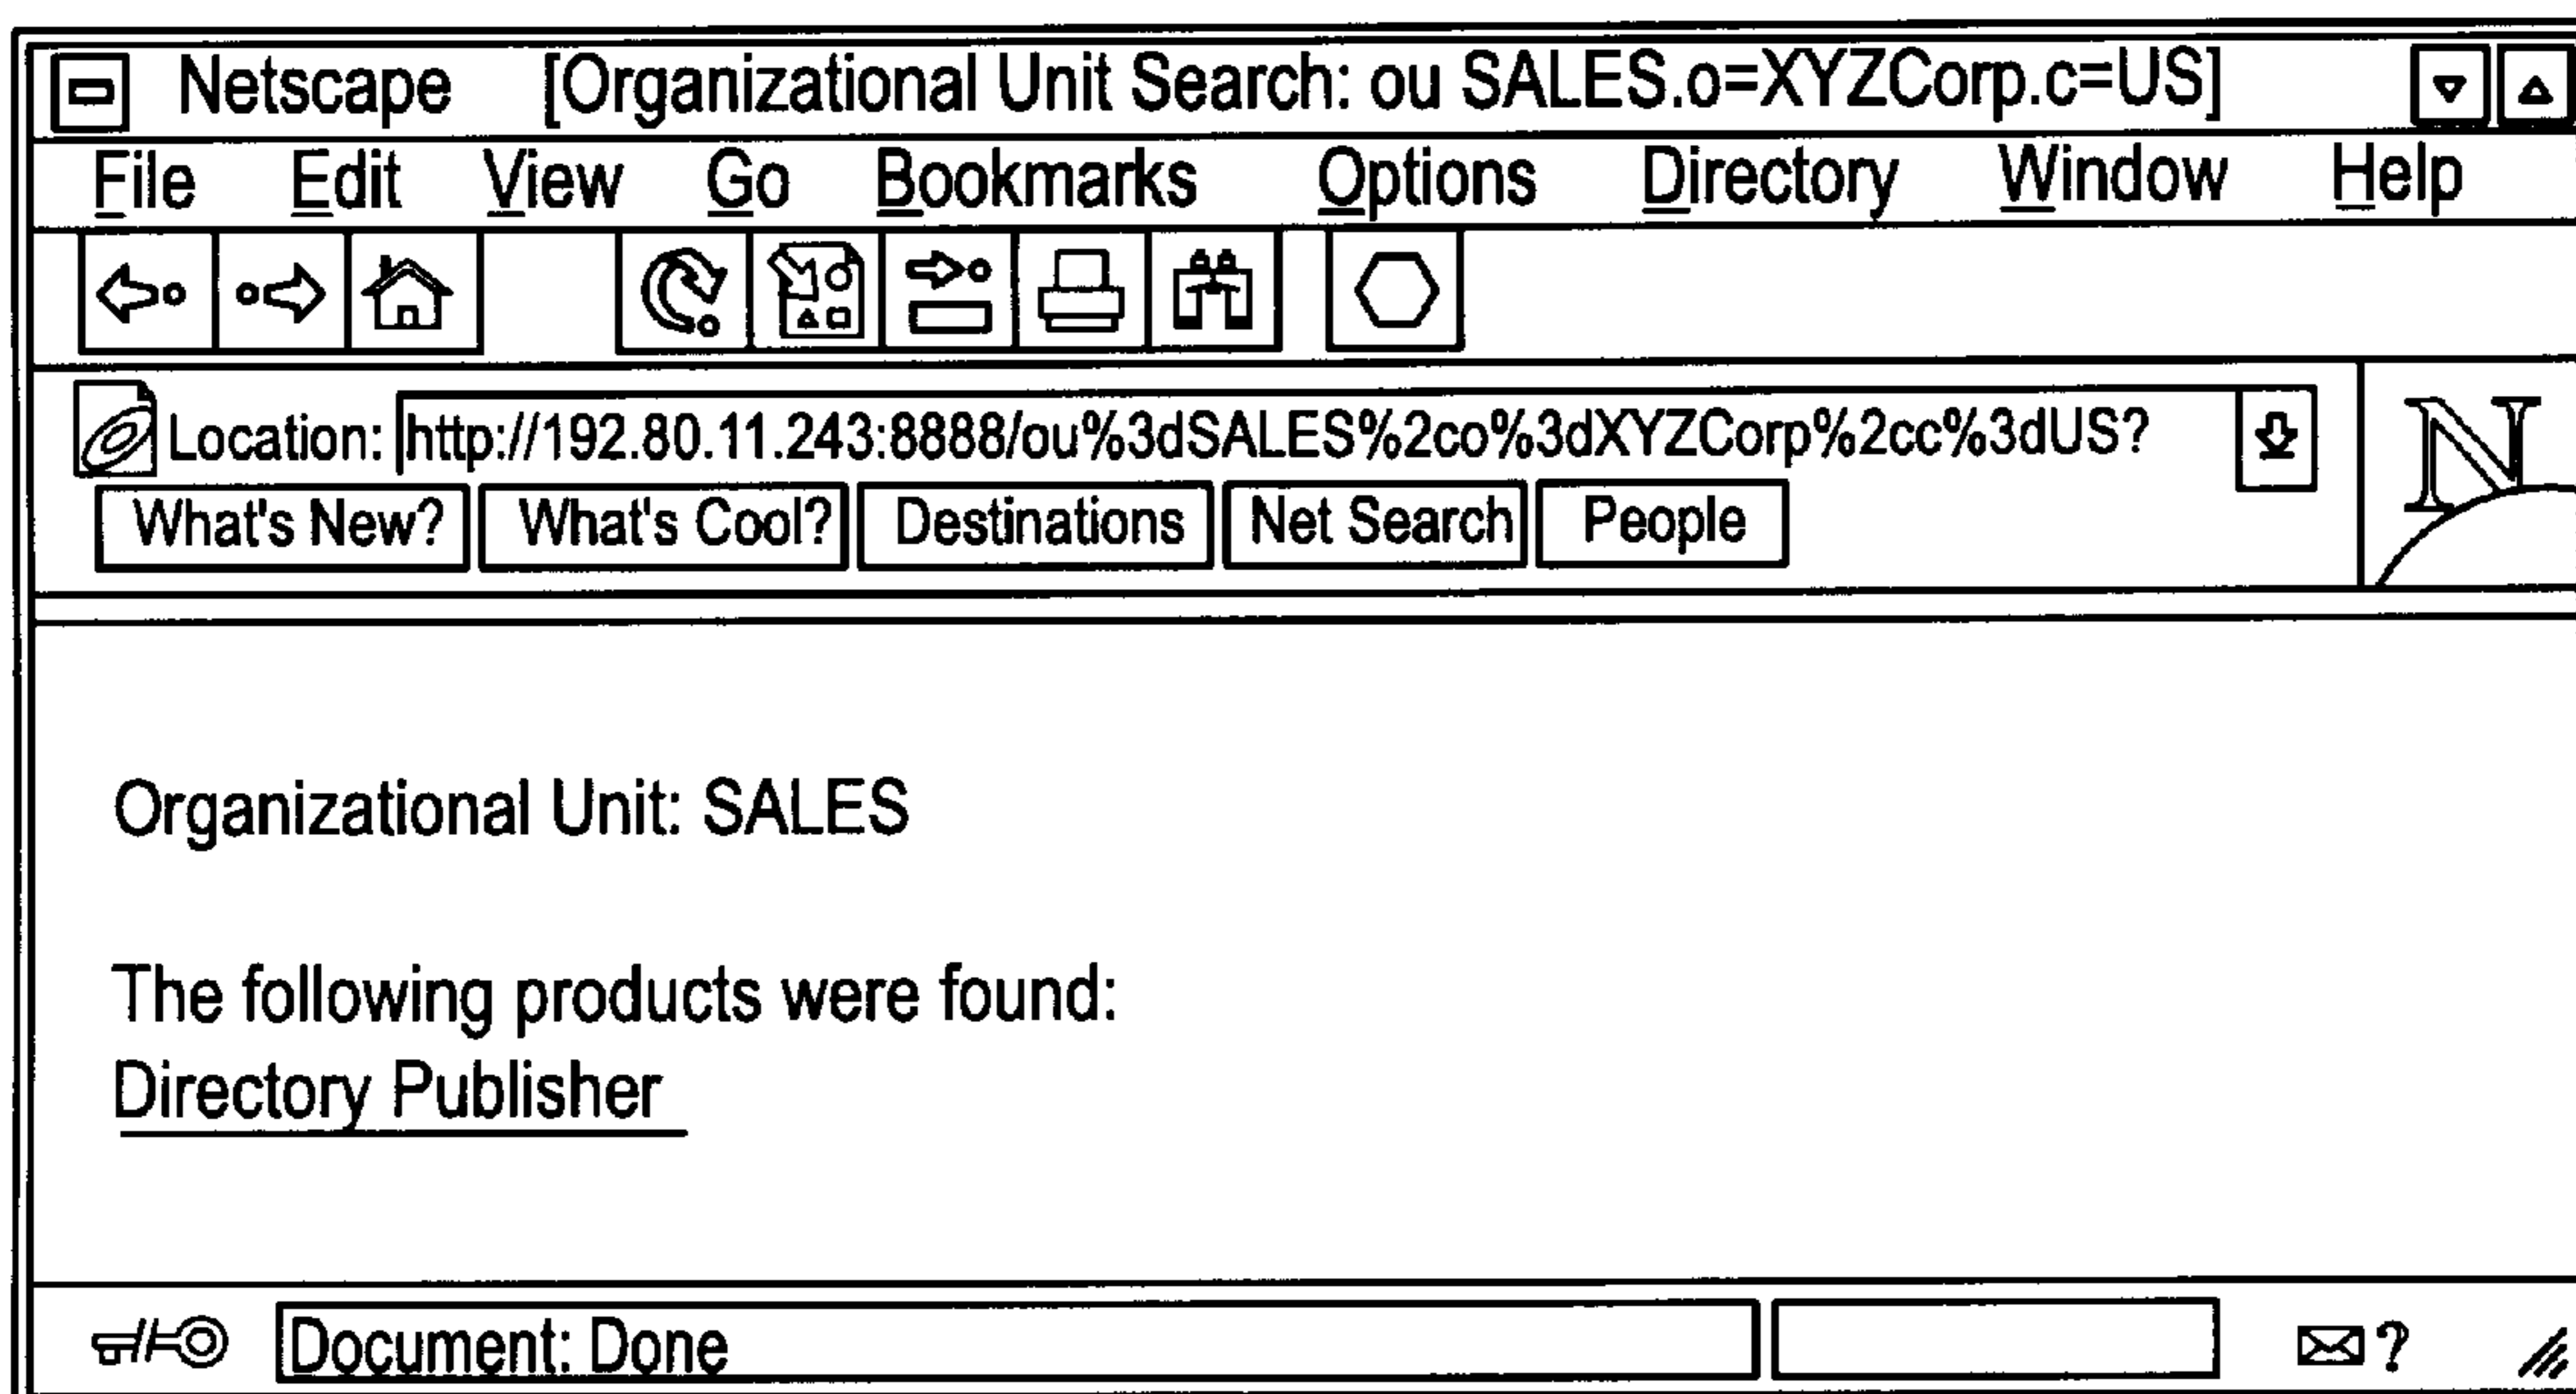 Netscape [Organizational Unit Search: ou SALES.o=XYZCorp.c=US]
File Edit View Go Bookmarks Options Directory Window Help
Location: http://192.80.11.243:8888/ou%3dSALES%2co%3dXYZCorp%2cc%3dUS?
N
What's New? What's Cool? Destinations Net Search People
Organizational Unit: SALES
The following products were found:
Directory Publisher
Document: Done
?